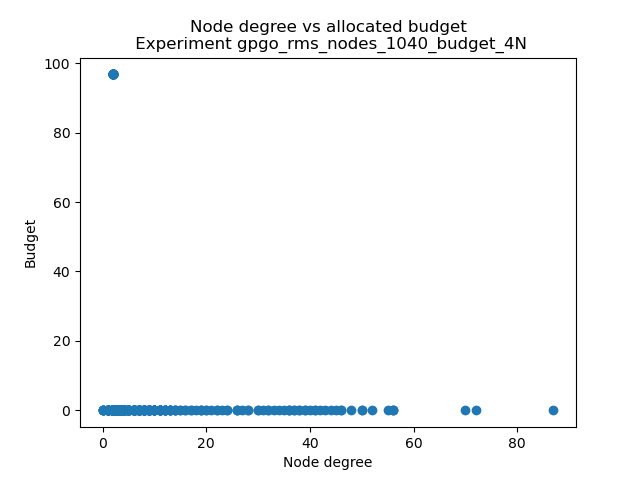 Node degree vs allocated budget
Experiment gpgo_rms_nodes_1040_budget_4N
100
80
60
40
20
0
Budget
0 20 40 60 80
Node degree